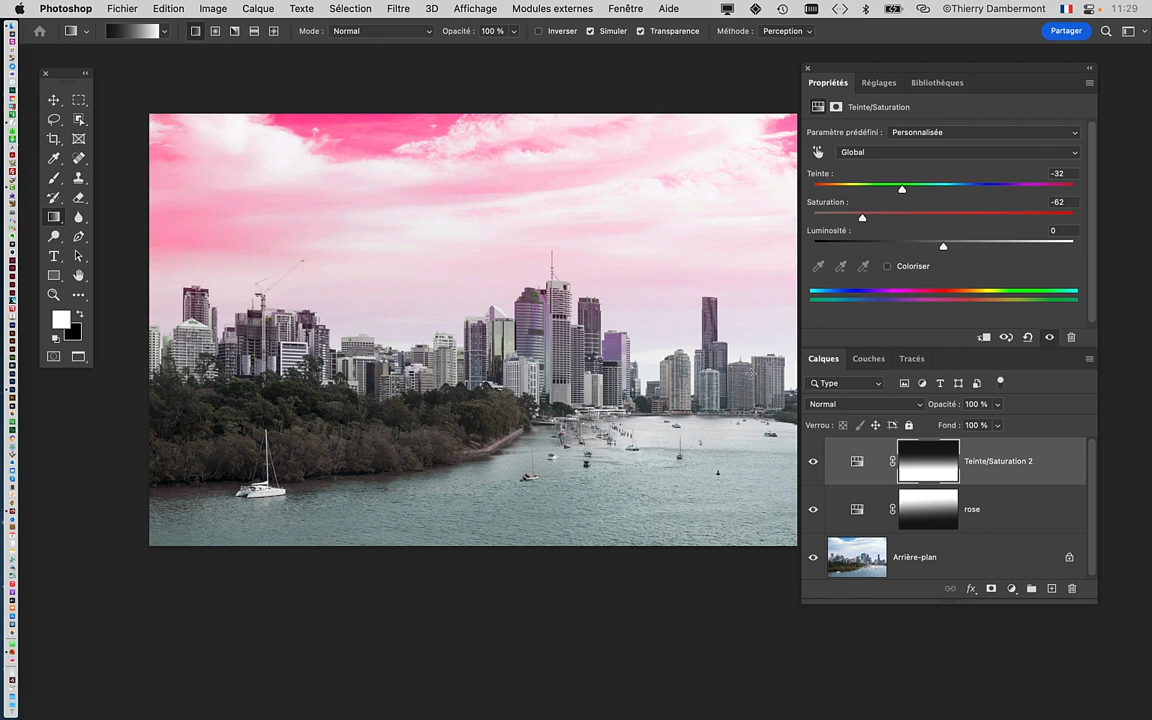 Photoshop Fichier Edition Image Calque Texte Sélection Filtre 3D Affichage Modules externes Fenêtre Aide ©Thierry Dambermont 11:29
Mode : Normal Opacité : 100 % Inverser Simuler Transparence Méthode : Perception Partager
Propriétés Réglages Bibliothèques
Teinte/Saturation
Paramètre prédéfini : Personnalisée
Global
Teinte : -32
Saturation : -62
Luminosité : 0
Coloriser
Calques Couches Tracés
Type
Normal Opacité : 100 %
Verrou : Fond : 100 %
Teinte/Saturation 2
rose
Arrière-plan